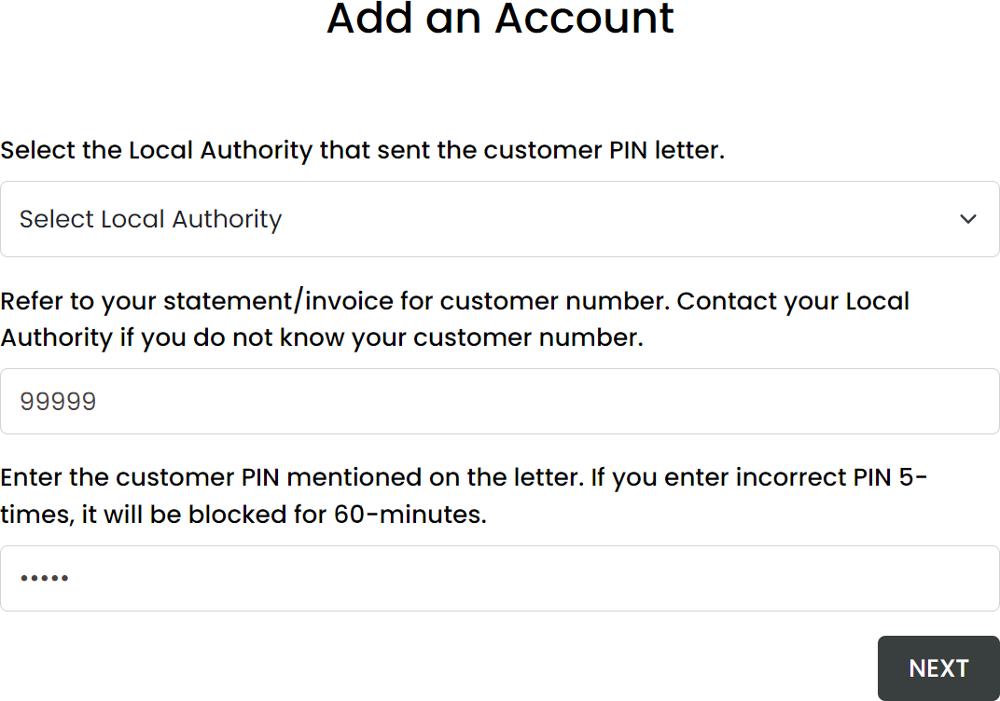 Add an Account
Select the Local Authority that sent the customer PIN letter.
Select Local Authority
Refer to your statement/invoice for customer number. Contact your Local
Authority if you do not know your customer number.
99999
Enter the customer PIN mentioned on the letter. If you enter incorrect PIN 5-
times, it will be blocked for 60-minutes.
•••••
NEXT